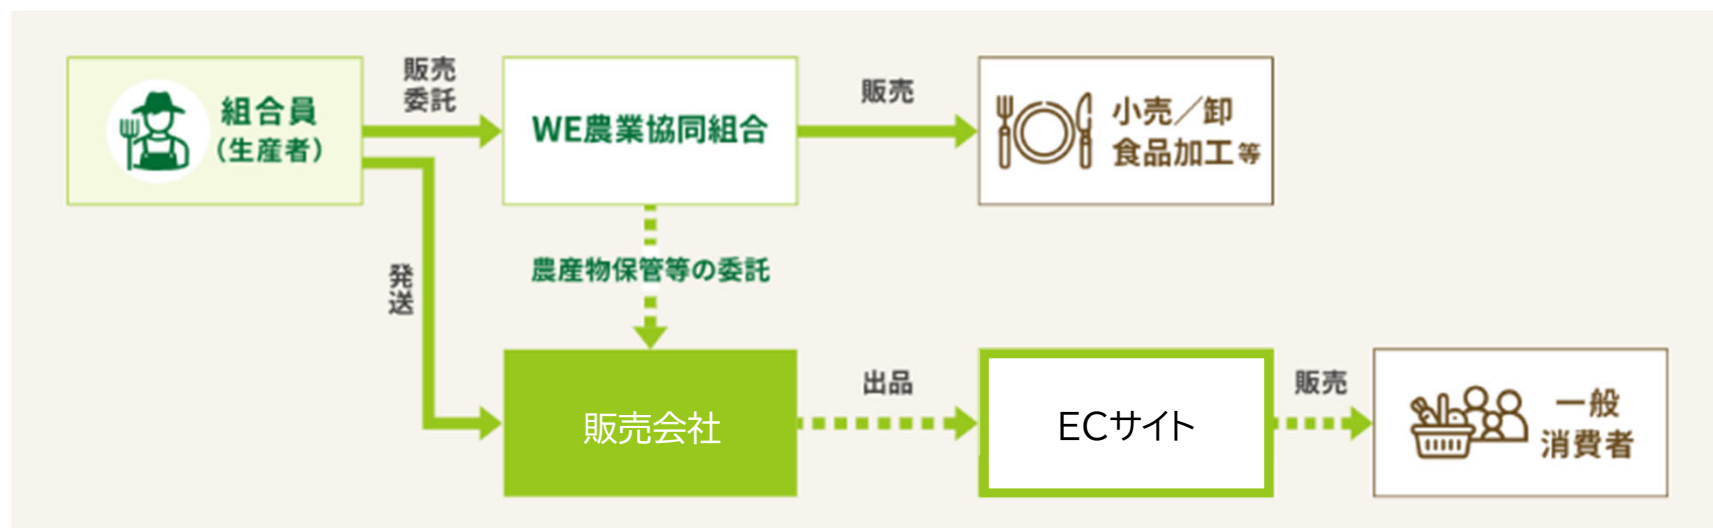 組合員
（生産者）
販売
委託
WE農業協同組合
販売
小売／卸
食品加工等
発送
農産物保管等の委託
販売会社
出品
ECサイト
販売
一般
消費者